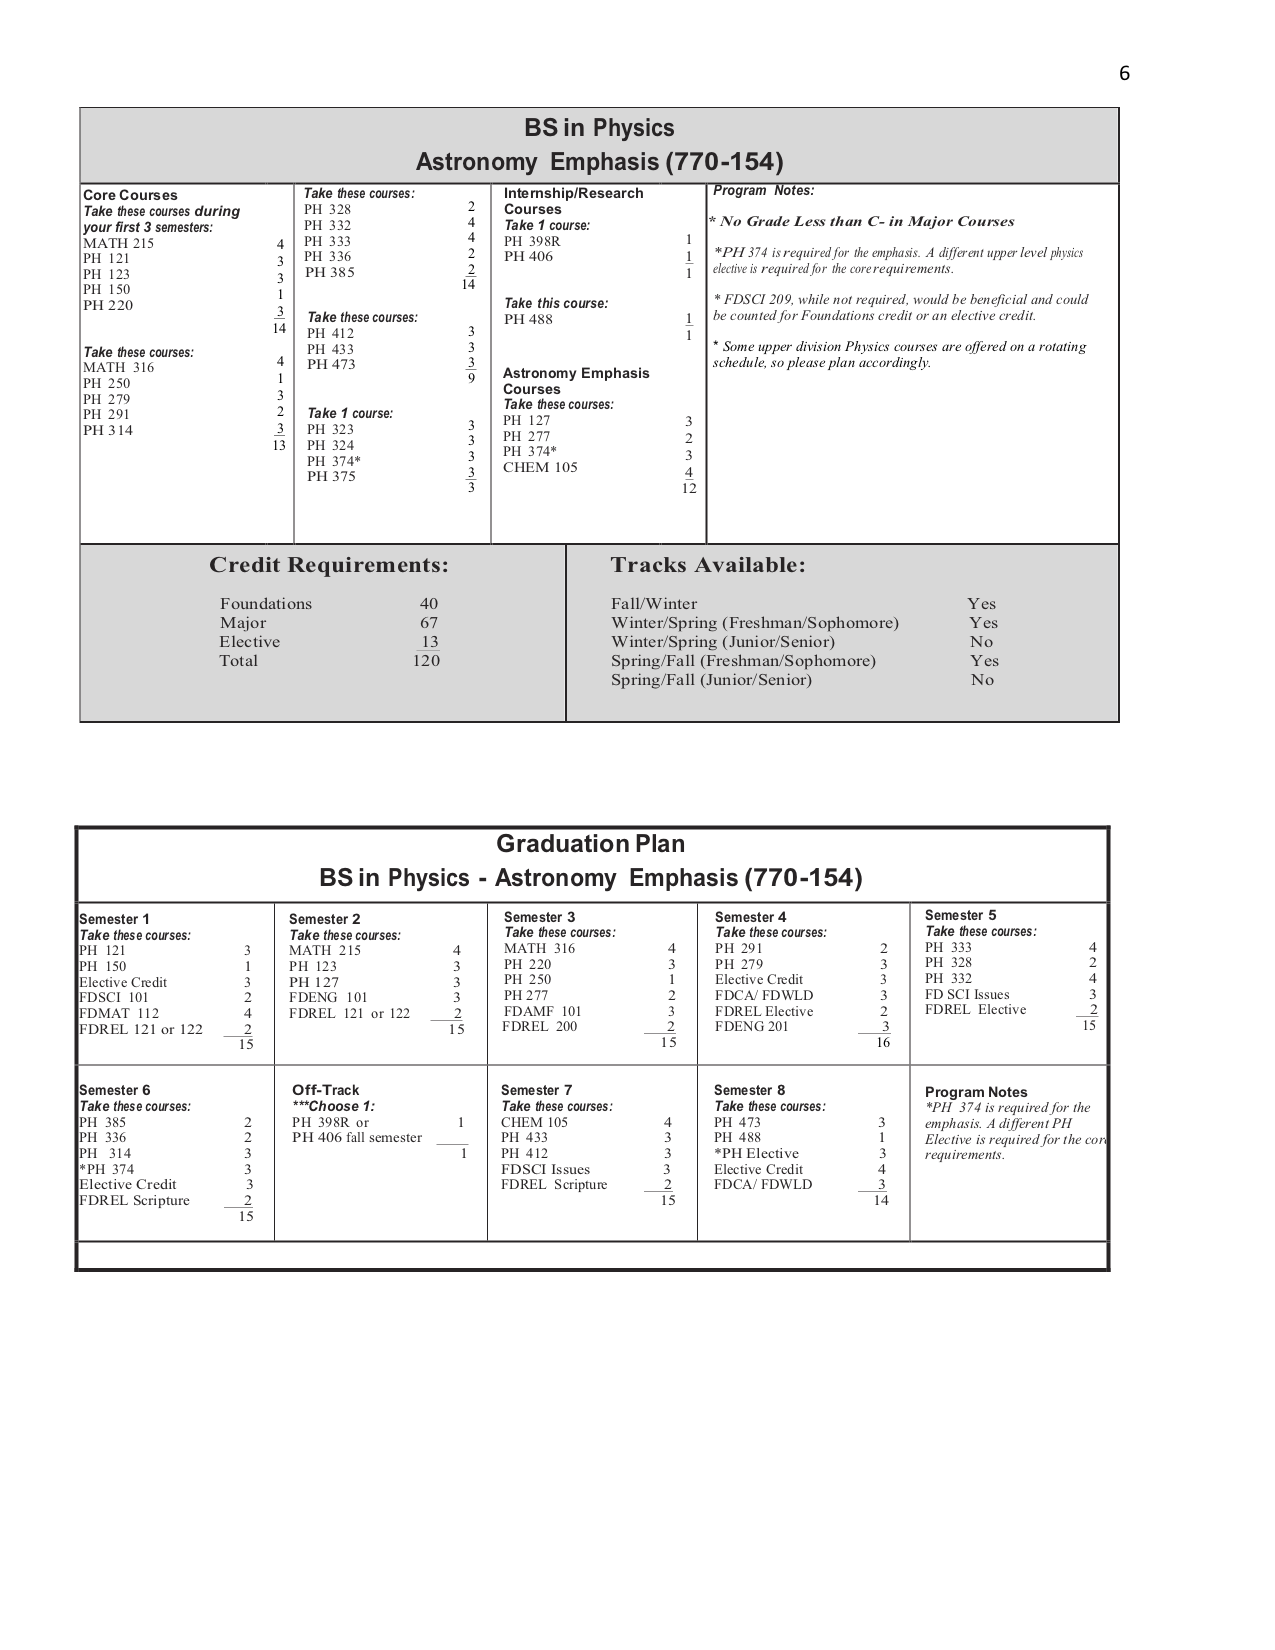 6
BS in Physics
Astronomy Emphasis (770-154)
Core Courses
Take these courses during
your first 3 semesters:
MATH 215 4
PH 121 3
PH 123 3
PH 150 1
PH 220 3
14
Take these courses:
MATH 316 4
PH 250 1
PH 279 3
PH 291 2
PH 314 3
13
Take these courses:
PH 328 2
PH 332 4
PH 333 4
PH 336 2
PH 385 2
14
Take these courses:
PH 412 3
PH 433 3
PH 473 3
9
Take 1 course:
PH 323 3
PH 324 3
PH 374* 3
PH 375 3
3
Internship/Research
Courses
Take 1 course:
PH 398R 1
PH 406 1
1
Take this course:
PH 488 1
1
Astronomy Emphasis
Courses
Take these courses:
PH 127 3
PH 277 2
PH 374* 3
CHEM 105 4
12
Program Notes:
* No Grade Less than C- in Major Courses
*PH 374 is required for the emphasis. A different upper level physics
elective is required for the core requirements.
* FDSCI 209, while not required, would be beneficial and could
be counted for Foundations credit or an elective credit.
* Some upper division Physics courses are offered on a rotating
schedule, so please plan accordingly.
Credit Requirements:
Foundations 40
Major 67
Elective 13
Total 120
Tracks Available:
Fall/Winter Yes
Winter/Spring (Freshman/Sophomore) Yes
Winter/Spring (Junior/Senior) No
Spring/Fall (Freshman/Sophomore) Yes
Spring/Fall (Junior/Senior) No
Graduation Plan
BS in Physics - Astronomy Emphasis (770-154)
Semester 1
Take these courses:
PH 121 3
PH 150 1
Elective Credit 3
FDSCI 101 2
FDMAT 112 4
FDREL 121 or 122 2
15
Semester 2
Take these courses:
MATH 215 4
PH 123 3
PH 127 3
FDENG 101 3
FDREL 121 or 122 2
15
Semester 3
Take these courses:
MATH 316 4
PH 220 3
PH 250 1
PH 277 2
FDAMF 101 3
FDREL 200 2
15
Semester 4
Take these courses:
PH 291 2
PH 279 3
Elective Credit 3
FDCA/ FDWLD 3
FDREL Elective 2
FDENG 201 3
16
Semester 5
Take these courses:
PH 333 4
PH 328 2
PH 332 4
FD SCI Issues 3
FDREL Elective 2
15
Semester 6
Take these courses:
PH 385 2
PH 336 2
PH 314 3
*PH 374 3
Elective Credit 3
FDREL Scripture 2
15
Off-Track
***Choose 1:
PH 398R or 1
PH 406 fall semester
1
Semester 7
Take these courses:
CHEM 105 4
PH 433 3
PH 412 3
FDSCI Issues 3
FDREL Scripture 2
15
Semester 8
Take these courses:
PH 473 3
PH 488 1
*PH Elective 3
Elective Credit 4
FDCA/ FDWLD 3
14
Program Notes
*PH 374 is required for the
emphasis. A different PH
Elective is required for the core
requirements.